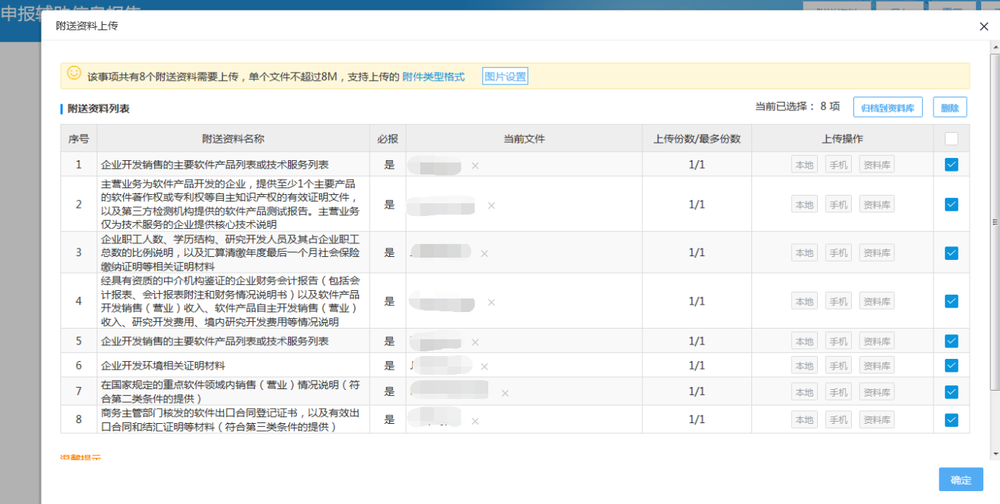 申报辅助信息报告
附送资料上传
该事项共有8个附送资料需要上传，单个文件不超过8M，支持上传的 附件类型格式 图片设置
附送资料列表 当前已选择： 8 项 归档到资料库 删除
序号 附送资料名称 必报 当前文件 上传份数/最多份数 上传操作
1 企业开发销售的主要软件产品列表或技术服务列表 是 1/1 本地 手机 资料库
主营业务为软件产品开发的企业，提供至少1个主要产品
的软件著作权或专利权等自主知识产权的有效证明文件，
2 是 1/1 本地 手机 资料库
以及第三方检测机构提供的软件产品测试报告。主营业务
仅为技术服务的企业提供核心技术说明
企业职工人数、学历结构、研究开发人员及其占企业职工
3 总数的比例说明，以及汇算清缴年度最后一个月社会保险 是 1/1 本地 手机 资料库
缴纳证明等相关证明材料
经具有资质的中介机构鉴证的企业财务会计报告（包括会
计报表、会计报表附注和财务情况说明书）以及软件产品
4 是 1/1 本地 手机 资料库
开发销售（营业）收入、软件产品自主开发销售（营业）
收入、研究开发费用、境内研究开发费用等情况说明
5 企业开发销售的主要软件产品列表或技术服务列表 是 1/1 本地 手机 资料库
6 企业开发环境相关证明材料 是 1/1 本地 手机 资料库
在国家规定的重点软件领域内销售（营业）情况说明（符
7 是 1/1 本地 手机 资料库
合第二类条件的提供）
商务主管部门核发的软件出口合同登记证书，以及有效出
8 是 1/1 本地 手机 资料库
口合同和结汇证明等材料（符合第三类条件的提供）
温馨提示
确定